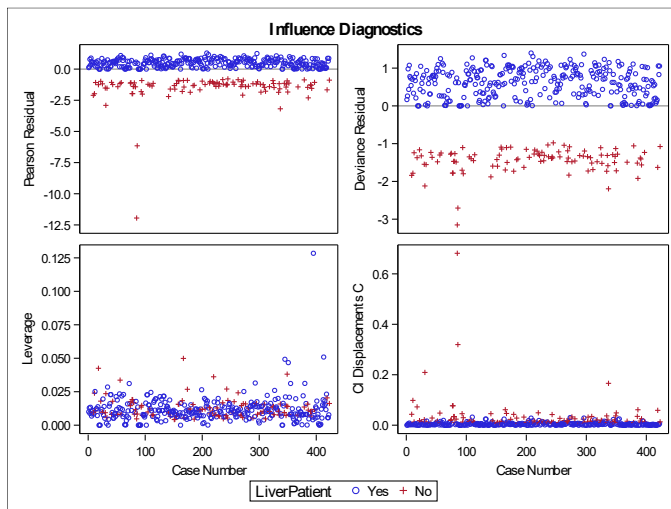 Influence Diagnostics
Pearson Residual
0.0
-2.5
-5.0
-7.5
-10.0
-12.5
Deviance Residual
1
0
-1
-2
-3
Leverage
0.125
0.100
0.075
0.050
0.025
0.000
0 100 200 300 400
Case Number
CI Displacements C
0.6
0.4
0.2
0.0
0 100 200 300 400
Case Number
LiverPatient Yes No